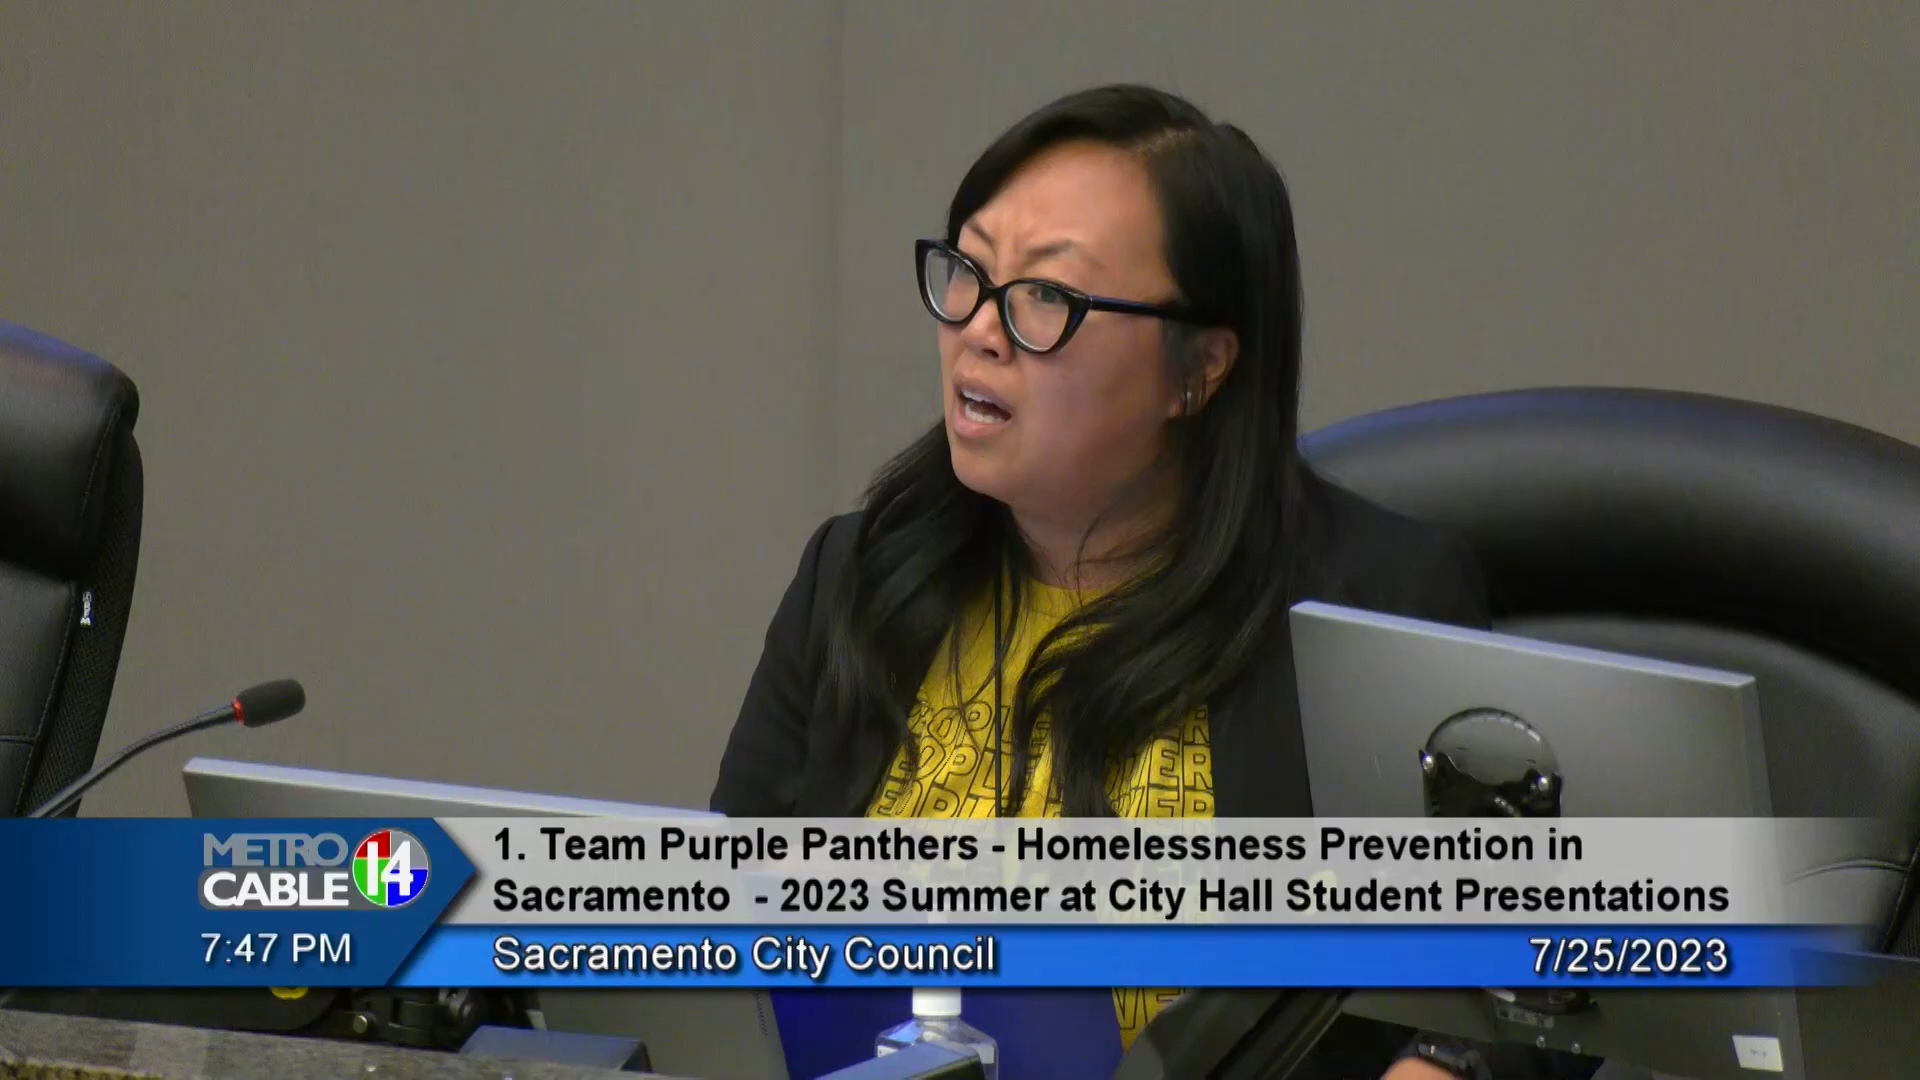 1. Team Purple Panthers - Homelessness Prevention in
Sacramento - 2023 Summer at City Hall Student Presentations
METRO
CABLE 14
7:47 PM
Sacramento City Council
7/25/2023